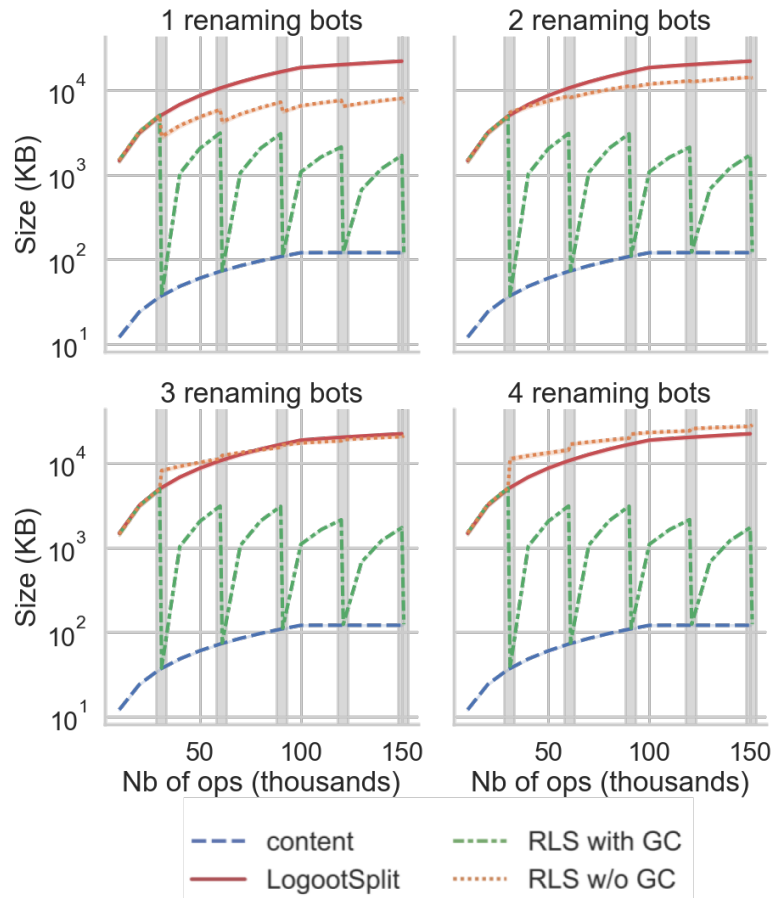 1 renaming bots
2 renaming bots
Size (KB)
10^4
10^3
10^2
10^1
3 renaming bots
4 renaming bots
Size (KB)
10^4
10^3
10^2
10^1
50 100 150
50 100 150
Nb of ops (thousands)
Nb of ops (thousands)
content
RLS with GC
LogootSplit
RLS w/o GC